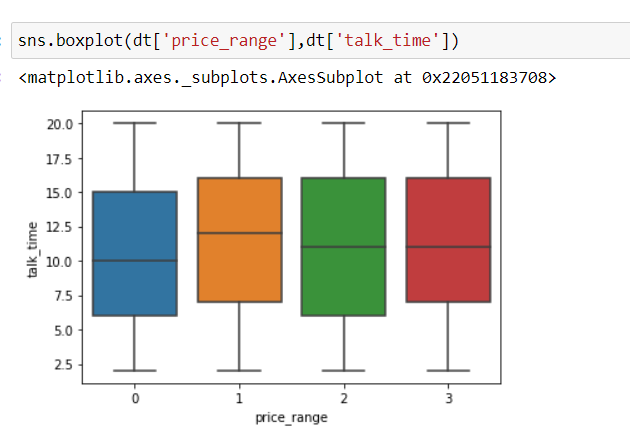 sns.boxplot(dt['price_range'],dt['talk_time'])
<matplotlib.axes._subplots.AxesSubplot at 0x22051183708>
20.0
17.5
15.0
12.5
10.0
7.5
5.0
2.5
talk_time
0 1 2 3
price_range